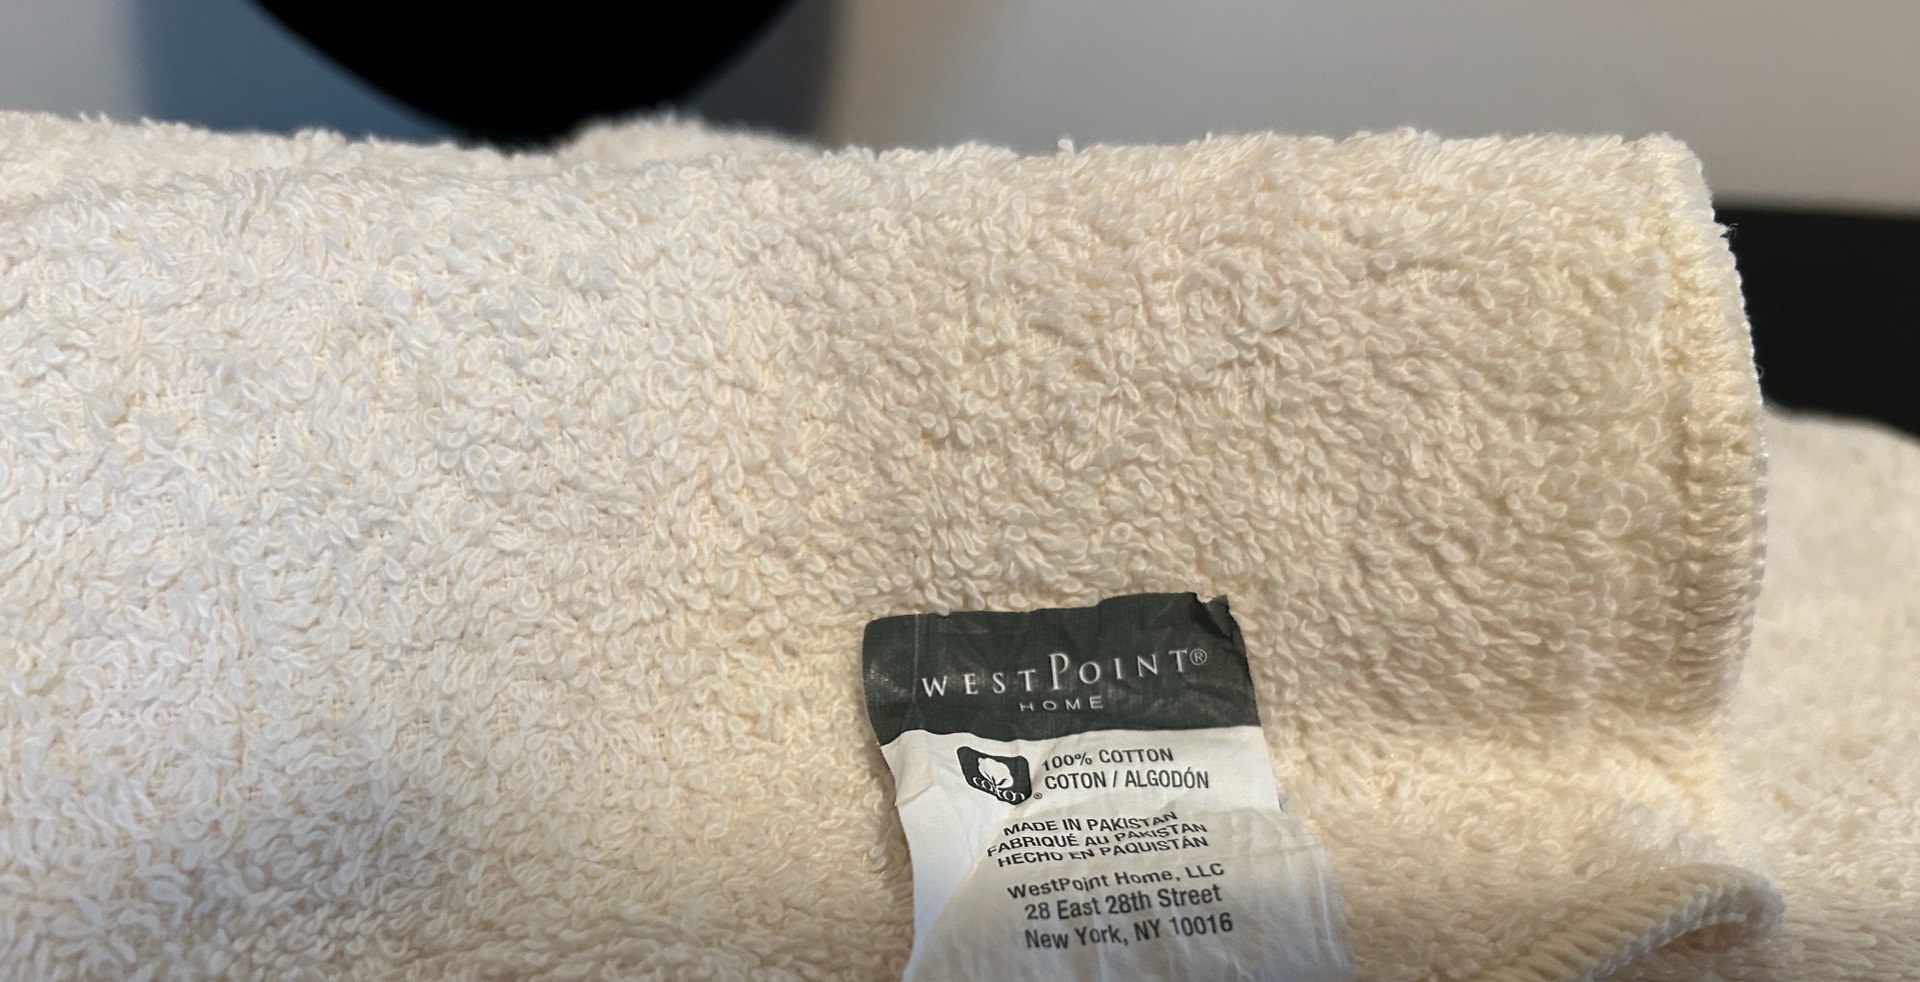 WESTPOINT®
HOME
COTTON®
100% COTTON
COTON / ALGODÓN
MADE IN PAKISTAN
FABRIQUÉ AU PAKISTAN
HECHO EN PAQUISTÁN
WestPoint Home, LLC
28 East 28th Street
New York, NY 10016